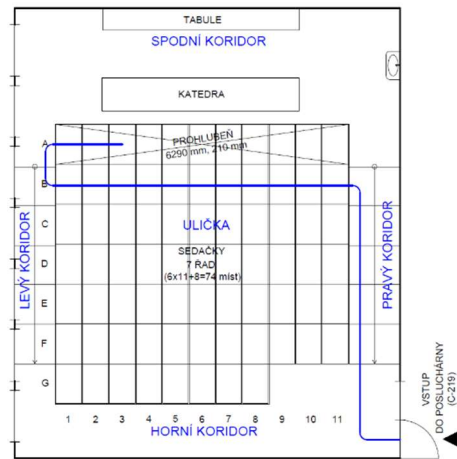 TABULE
SPODNÍ KORIDOR
KATEDRA
PROHLUBEŇ
6290 mm, 210 mm
A
B
C
D
E
F
G
LEVÝ KORIDOR
ULIČKA
SEDAČKY
7 ŘAD
(6x11+8=74 míst)
PRAVÝ KORIDOR
1 2 3 4 5 6 7 8 9 10 11
HORNÍ KORIDOR
VSTUP
DO POSLUCHÁRNY
(C-219)